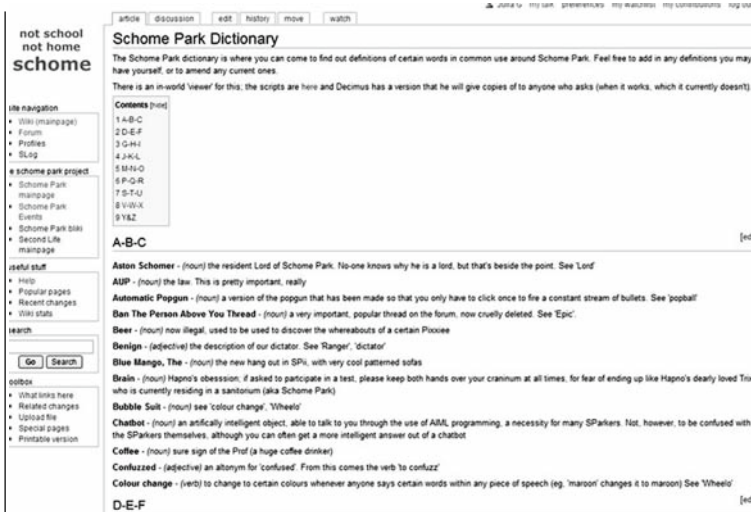 Julia G my talk preferences my watchlist my contributions log out
article discussion edit history move watch
not school
not home
schome
Schome Park Dictionary
The Schome Park dictionary is where you can come to find out definitions of certain words in common use around Schome Park. Feel free to add in any definitions you may
have yourself, or to amend any current ones.
There is an in-world 'viewer' for this; the scripts are here and Decimus has a version that he will give copies of to anyone who asks (when it works, which it currently doesn't)
Contents [hide]
1 A-B-C
2 D-E-F
3 G-H-I
4 J-K-L
5 M-N-O
6 P-Q-R
7 S-T-U
8 V-W-X
9 Y&Z
site navigation
Wiki (mainpage)
Forum
Profiles
SLog
e schome park project
Schome Park
mainpage
Schome Park
Events
Schome Park bliki
Second Life
mainpage
useful stuff
Help
Popular pages
Recent changes
Wiki stats
search
Go Search
toolbox
What links here
Related changes
Upload file
Special pages
Printable version
A-B-C
[ed
Aston Schomer - (noun) the resident Lord of Schome Park. No-one knows why he is a lord, but that's beside the point. See 'Lord'
AUP - (noun) the law. This is pretty important, really
Automatic Popgun - (noun) a version of the popgun that has been made so that you only have to click once to fire a constant stream of bullets. See 'popball'
Ban The Person Above You Thread - (noun) a very important, popular thread on the forum, now cruelly deleted. See 'Epic'.
Beer - (noun) now illegal, used to be used to discover the whereabouts of a certain Pixxiee
Benign - (adjective) the description of our dictator. See 'Ranger', 'dictator'
Blue Mango, The - (noun) the new hang out in SPii, with very cool patterned sofas
Brain - (noun) Hapno's obsesssion; if asked to participate in a test, please keep both hands over your craninum at all times, for fear of ending up like Hapno's dearly loved Trix
who is currently residing in a sanitorium (aka Schome Park)
Bubble Suit - (noun) see 'colour change', 'Wheelo'
Chatbot - (noun) an artifically intelligent object, able to talk to you through the use of AIML programming, a necessity for many SParkers. Not, however, to be confused with
the SParkers themselves, although you can often get a more intelligent answer out of a chatbot
Coffee - (noun) sure sign of the Prof (a huge coffee drinker)
Confuzzed - (adjective) an altonym for 'confused'. From this comes the verb 'to confuzz'
Colour change - (verb) to change to certain colours whenever anyone says certain words within any piece of speech (eg, 'maroon' changes it to maroon) See 'Wheelo'
D-E-F
[ed